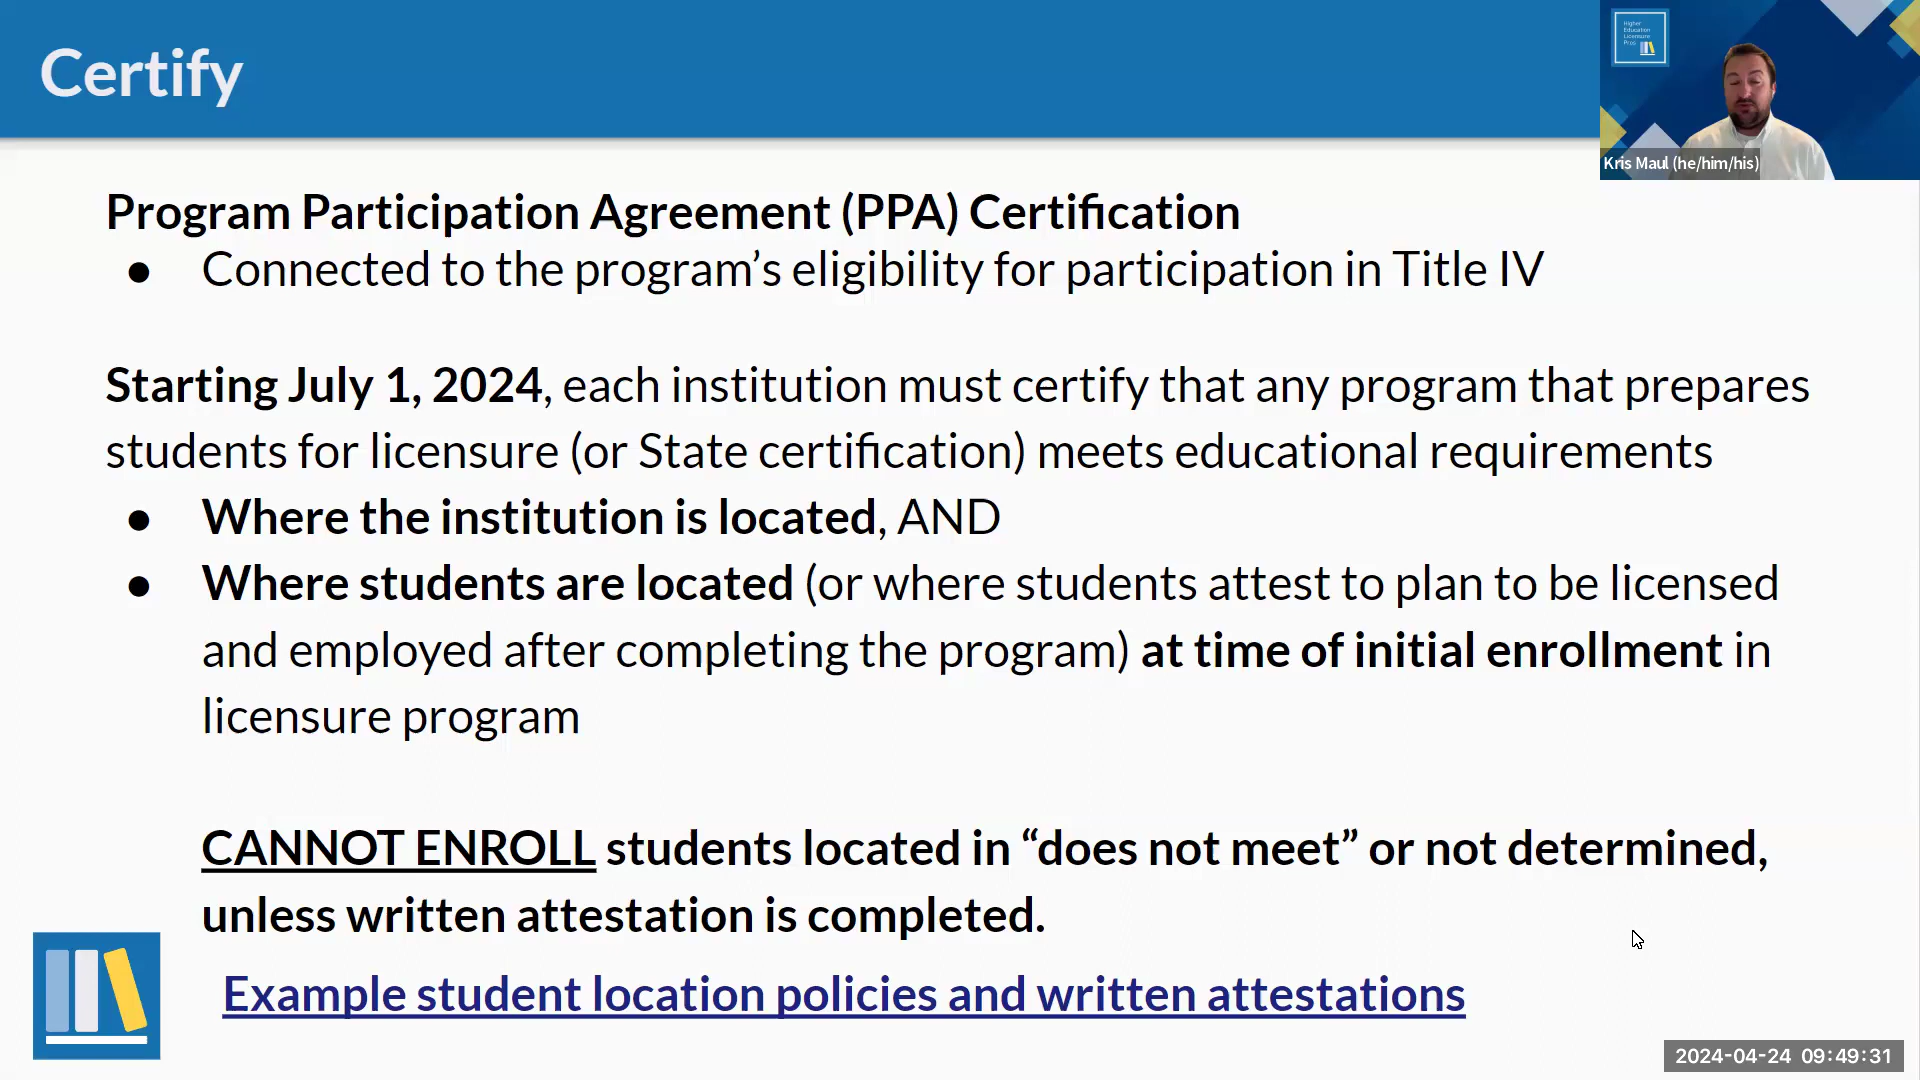 Certify
Higher
Education
Licensure
Pros
Kris Maul (he/him/his)
Program Participation Agreement (PPA) Certification
● Connected to the program’s eligibility for participation in Title IV
Starting July 1, 2024, each institution must certify that any program that prepares
students for licensure (or State certification) meets educational requirements
● Where the institution is located, AND
● Where students are located (or where students attest to plan to be licensed
and employed after completing the program) at time of initial enrollment in
licensure program
CANNOT ENROLL students located in “does not meet” or not determined,
unless written attestation is completed.
Example student location policies and written attestations
2024-04-24 09:49:31